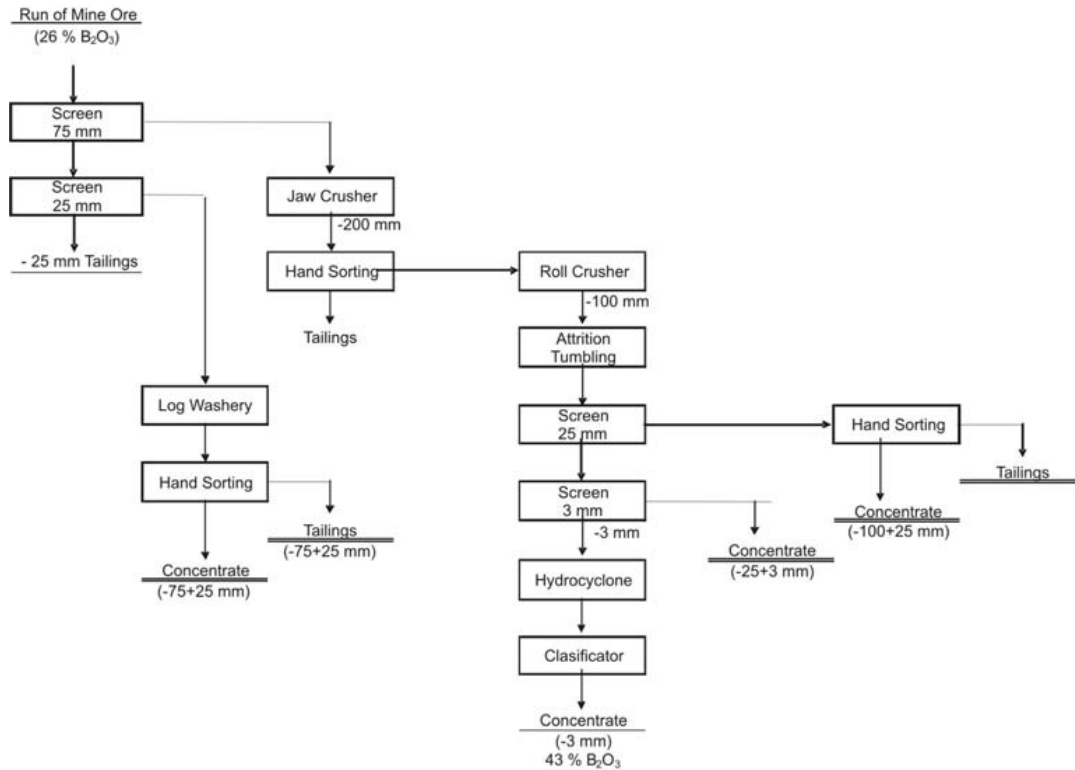 Run of Mine Ore
(26 % B₂O₃)
Screen
75 mm
Screen
25 mm
- 25 mm Tailings
Jaw Crusher
-200 mm
Hand Sorting
Tailings
Log Washery
Hand Sorting
Tailings
(-75+25 mm)
Concentrate
(-75+25 mm)
Roll Crusher
-100 mm
Attrition
Tumbling
Screen
25 mm
Hand Sorting
Tailings
Concentrate
(-100+25 mm)
Screen
3 mm
-3 mm
Concentrate
(-25+3 mm)
Hydrocyclone
Clasificator
Concentrate
(-3 mm)
43 % B₂O₃